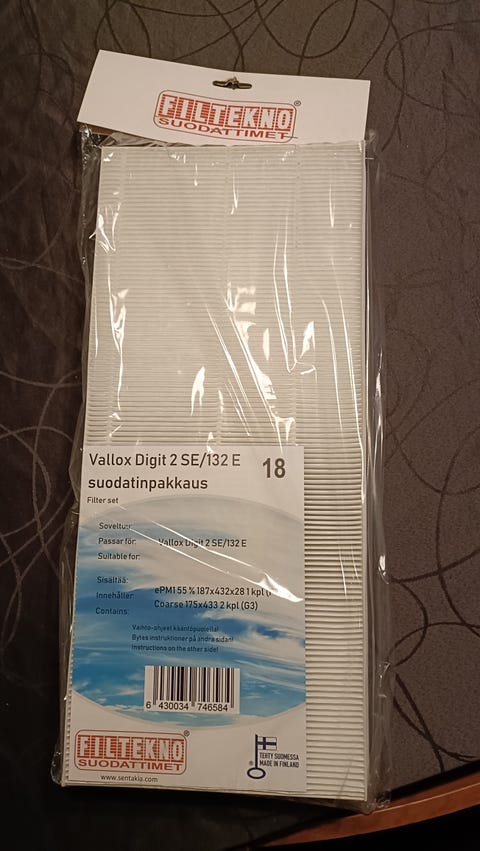 FILTEKNO®
SUODATTIMET
Vallox Digit 2 SE/132 E
18
suodatinpakkaus
Filter set
Soveltuu:
Passar för:
Vallox Digit 2 SE/132 E
Suitable for:
Sisältää:
ePM1 55 % 187x432x28 1 kpl
Innehåller:
Coarse 175x433 2 kpl (G3)
Contains:
Vaihto-ohjeet kääntöpuolella!
Bytes instruktioner på andra sidan!
Instructions on the other side!
6 430034 746584
FILTEKNO®
SUODATTIMET
www.sentakia.com
TEHTY SUOMESSA
MADE IN FINLAND